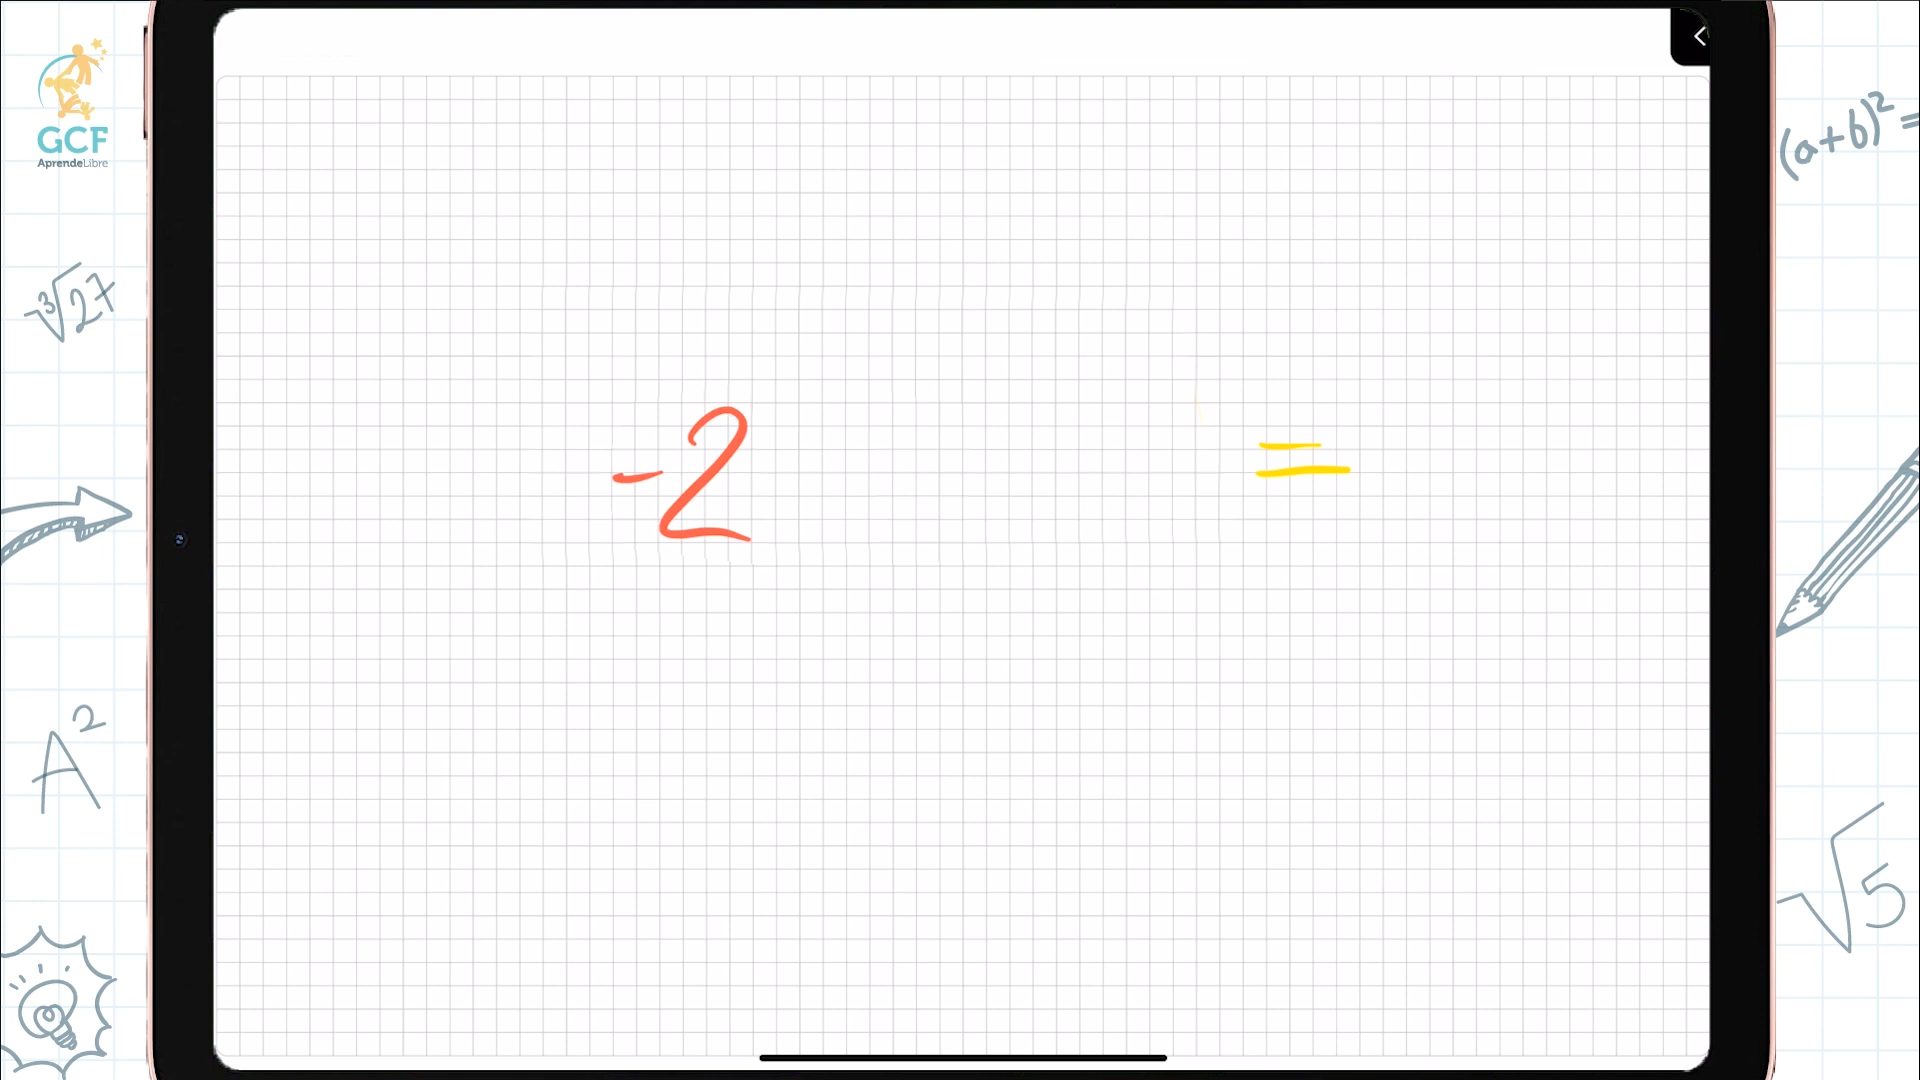 GCF
AprendeLibre
(a+b)²=
∛27
-2 =
A²
√5